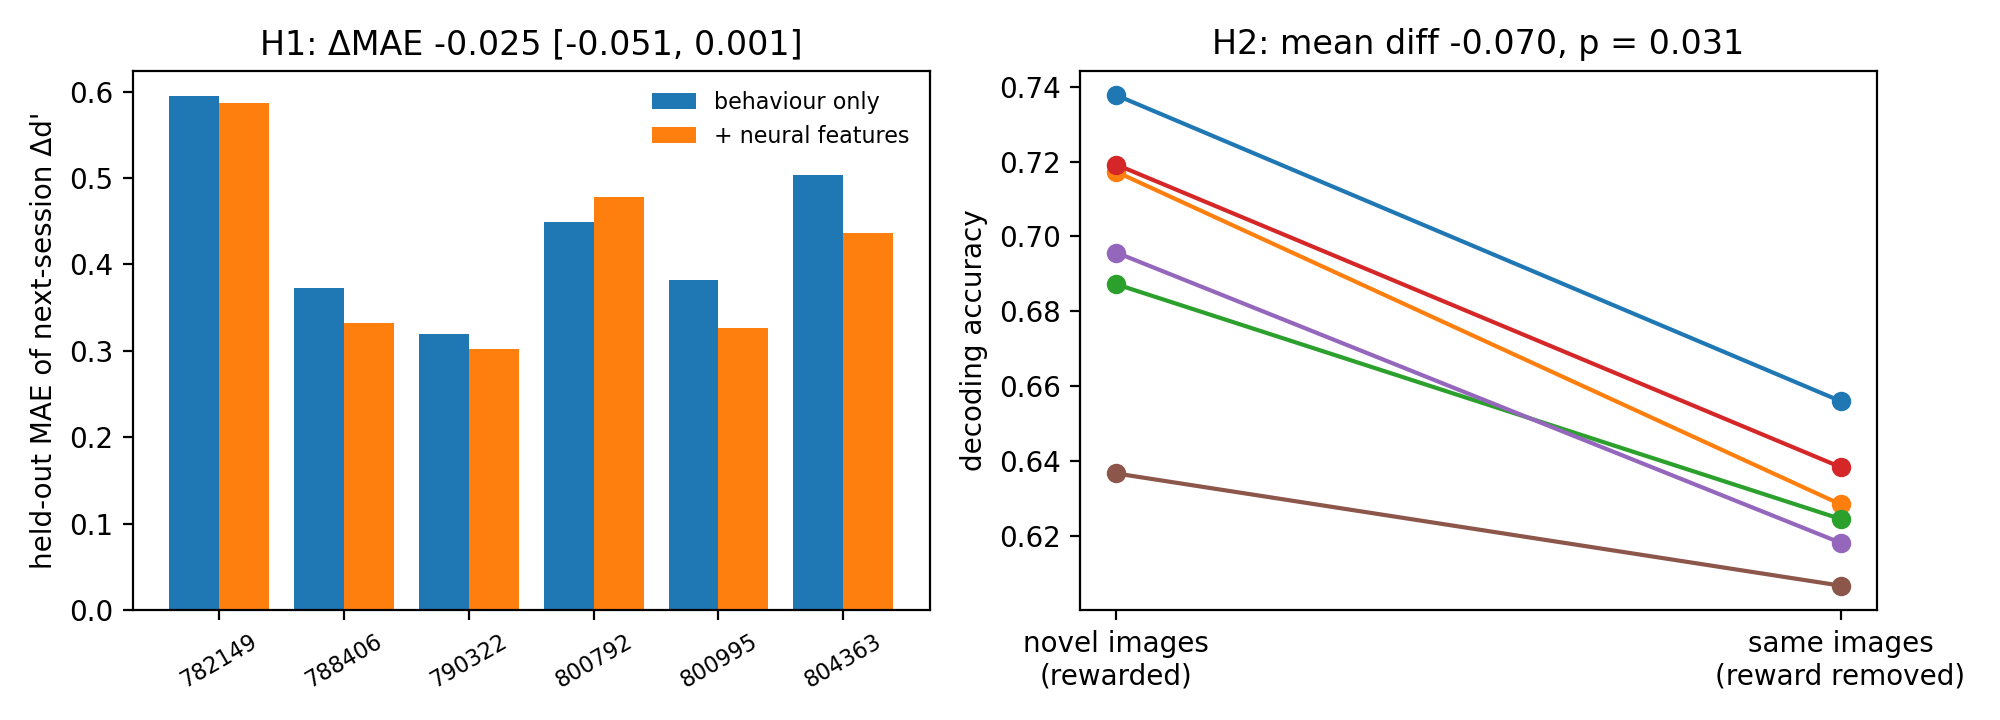 H1: ΔMAE -0.025 [-0.051, 0.001]
held-out MAE of next-session Δd'
0.6
0.5
0.4
0.3
0.2
0.1
0.0
behaviour only
+ neural features
782149
788406
790322
800792
800995
804363
H2: mean diff -0.070, p = 0.031
decoding accuracy
0.74
0.72
0.70
0.68
0.66
0.64
0.62
novel images
(rewarded)
same images
(reward removed)